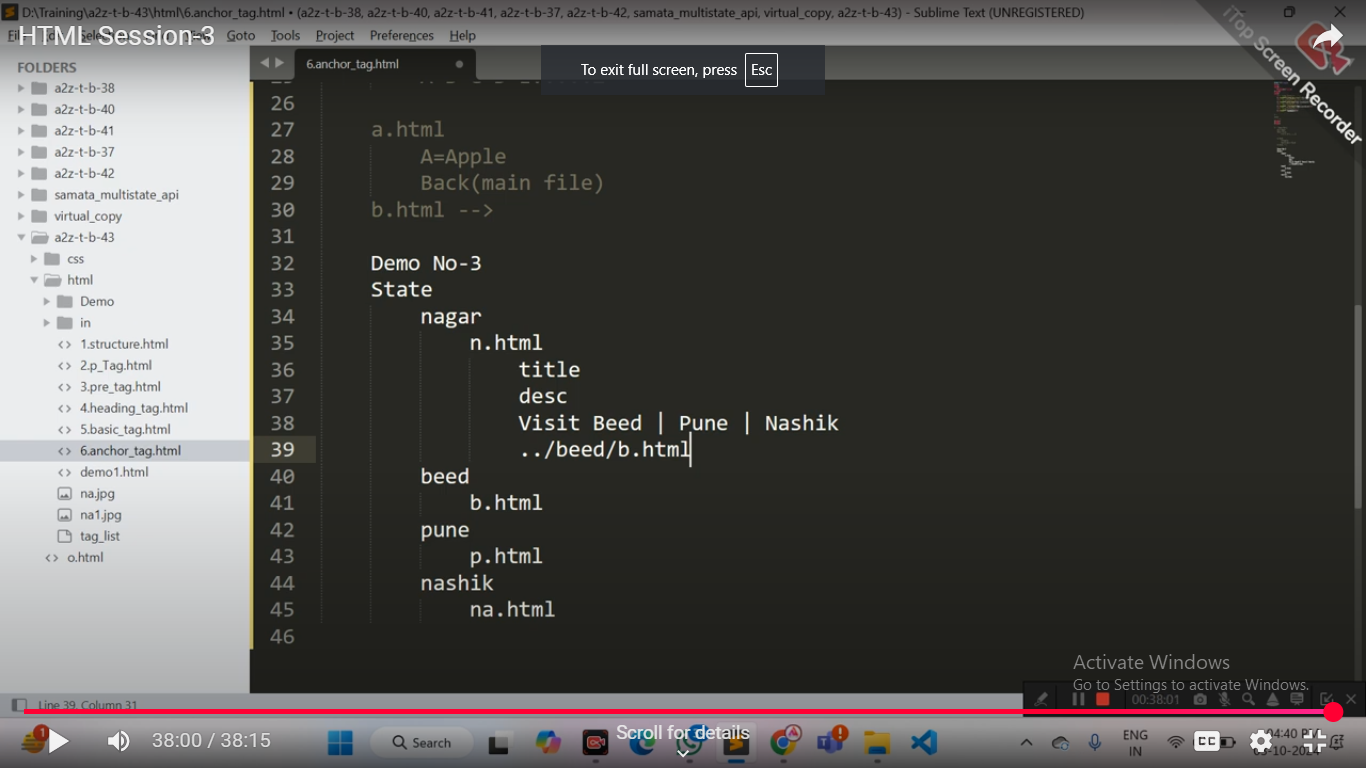 D:\Training\a2z-t-b-43\html\6.anchor_tag.html • (a2z-t-b-38, a2z-t-b-40, a2z-t-b-41, a2z-t-b-37, a2z-t-b-42, samata_multistate_api, virtual_copy, a2z-t-b-43) - Sublime Text (UNREGISTERED)
HTML Session-3
Goto Tools Project Preferences Help
iTop Screen Recorder
FOLDERS
a2z-t-b-38
a2z-t-b-40
a2z-t-b-41
a2z-t-b-37
a2z-t-b-42
samata_multistate_api
virtual_copy
a2z-t-b-43
css
html
Demo
in
1.structure.html
2.p_Tag.html
3.pre_tag.html
4.heading_tag.html
5.basic_tag.html
6.anchor_tag.html
demo1.html
na.jpg
na1.jpg
tag_list
o.html
6.anchor_tag.html
To exit full screen, press Esc
26
27 a.html
28 A=Apple
29 Back(main file)
30 b.html -->
31
32 Demo No-3
33 State
34 nagar
35 n.html
36 title
37 desc
38 Visit Beed | Pune | Nashik
39 ../beed/b.html
40 beed
41 b.html
42 pune
43 p.html
44 nashik
45 na.html
46
Activate Windows
Go to Settings to activate Windows.
Line 39, Column 31
00:38:01
38:00 / 38:15
1
Search
Scroll for details
ENG
IN
CC
04:40 PM